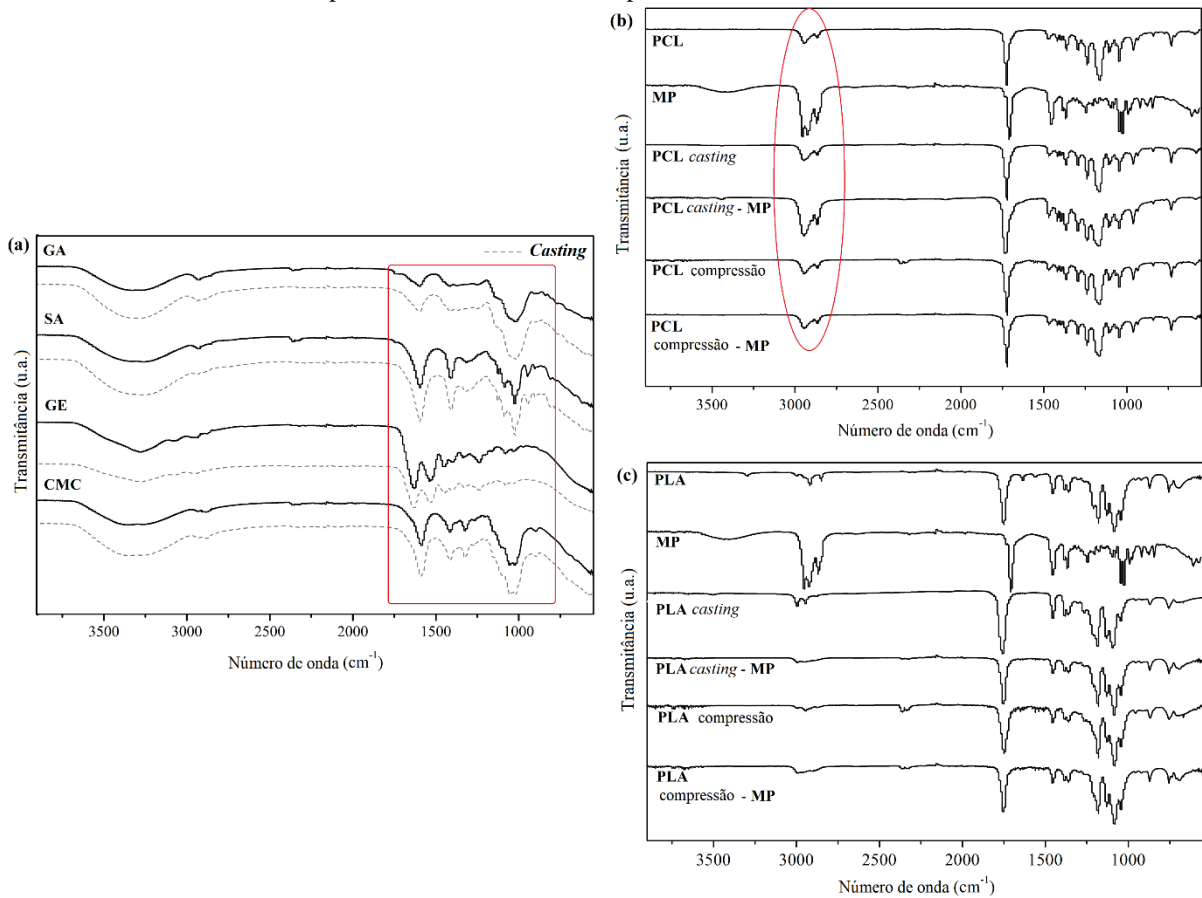 (a)
GA
Casting
SA
GE
CMC
Transmitância (u.a.)
3500 3000 2500 2000 1500 1000
Número de onda (cm⁻¹)
(b)
PCL
MP
PCL casting
PCL casting - MP
PCL compressão
PCL
compressão - MP
Transmitância (u.a.)
3500 3000 2500 2000 1500 1000
Número de onda (cm⁻¹)
(c)
PLA
MP
PLA casting
PLA casting - MP
PLA compressão
PLA
compressão - MP
Transmitância (u.a.)
3500 3000 2500 2000 1500 1000
Número de onda (cm⁻¹)